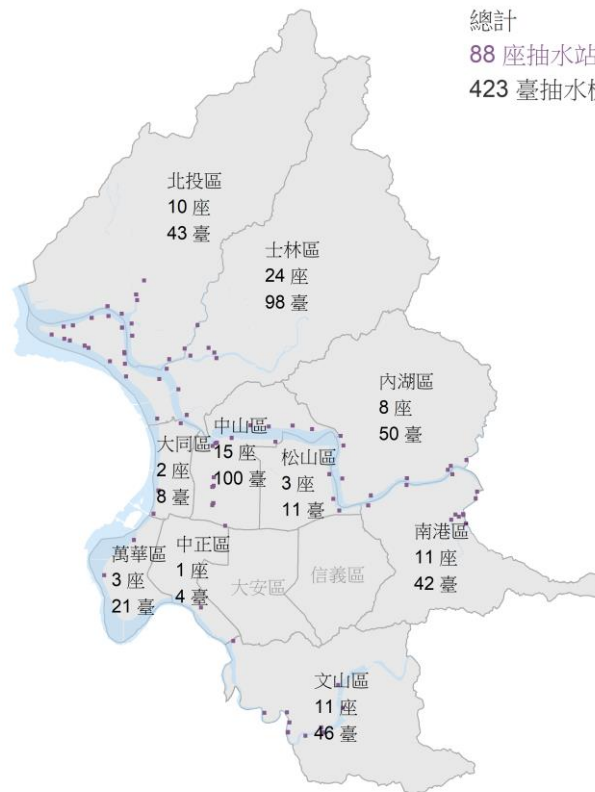 總計
88 座抽水站
423 臺抽水
北投區
10 座
43 臺
士林區
24 座
98 臺
內湖區
8 座
50 臺
中山區
15 座
100 臺
大同區
2 座
8 臺
松山區
3 座
11 臺
南港區
11 座
42 臺
萬華區
3 座
21 臺
中正區
1 座
4 臺
大安區
信義區
文山區
11 座
46 臺